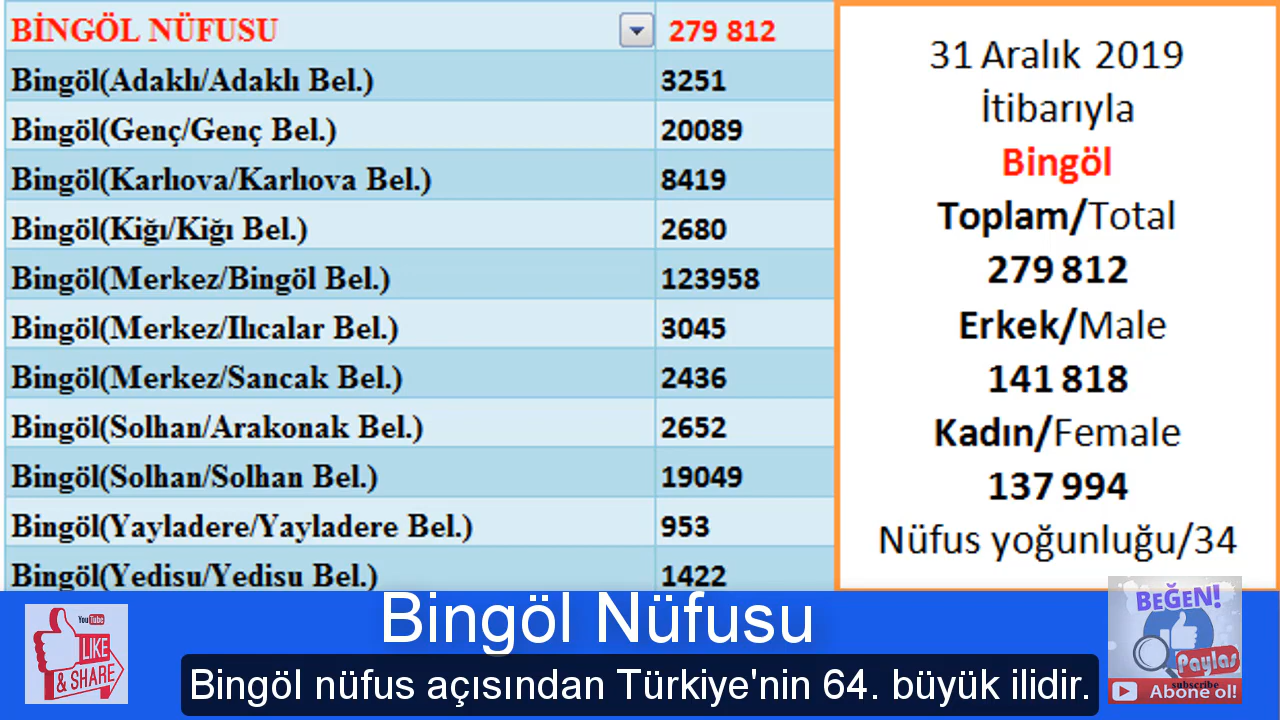 BİNGÖL NÜFUSU 279 812
Bingöl(Adaklı/Adaklı Bel.) 3251
Bingöl(Genç/Genç Bel.) 20089
Bingöl(Karlıova/Karlıova Bel.) 8419
Bingöl(Kiğı/Kiğı Bel.) 2680
Bingöl(Merkez/Bingöl Bel.) 123958
Bingöl(Merkez/Ilıcalar Bel.) 3045
Bingöl(Merkez/Sancak Bel.) 2436
Bingöl(Solhan/Arakonak Bel.) 2652
Bingöl(Solhan/Solhan Bel.) 19049
Bingöl(Yayladere/Yayladere Bel.) 953
Bingöl(Yedisu/Yedisu Bel.) 1422
31 Aralık 2019
İtibarıyla
Bingöl
Toplam/Total
279 812
Erkek/Male
141 818
Kadın/Female
137 994
Nüfus yoğunluğu/34
Bingöl Nüfusu
Bingöl nüfus açısından Türkiye'nin 64. büyük ilidir.
YouTube
LIKE
& SHARE
BEĞEN!
Paylaş
subscribe
Abone ol!